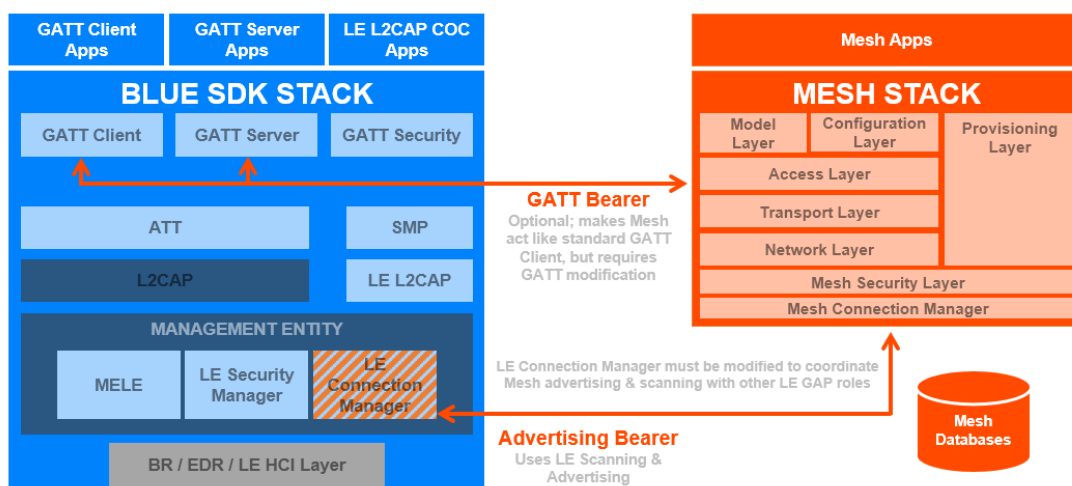 GATT Client
Apps
GATT Server
Apps
LE L2CAP COC
Apps
BLUE SDK STACK
GATT Client
GATT Server
GATT Security
ATT
SMP
L2CAP
LE L2CAP
MANAGEMENT ENTITY
MELE
LE Security
Manager
LE
Connection
Manager
BR / EDR / LE HCI Layer
GATT Bearer
Optional; makes Mesh
act like standard GATT
Client, but requires
GATT modification
LE Connection Manager must be modified to coordinate
Mesh advertising & scanning with other LE GAP roles
Advertising Bearer
Uses LE Scanning &
Advertising
Mesh Apps
MESH STACK
Model
Layer
Configuration
Layer
Provisioning
Layer
Access Layer
Transport Layer
Network Layer
Mesh Security Layer
Mesh Connection Manager
Mesh
Databases